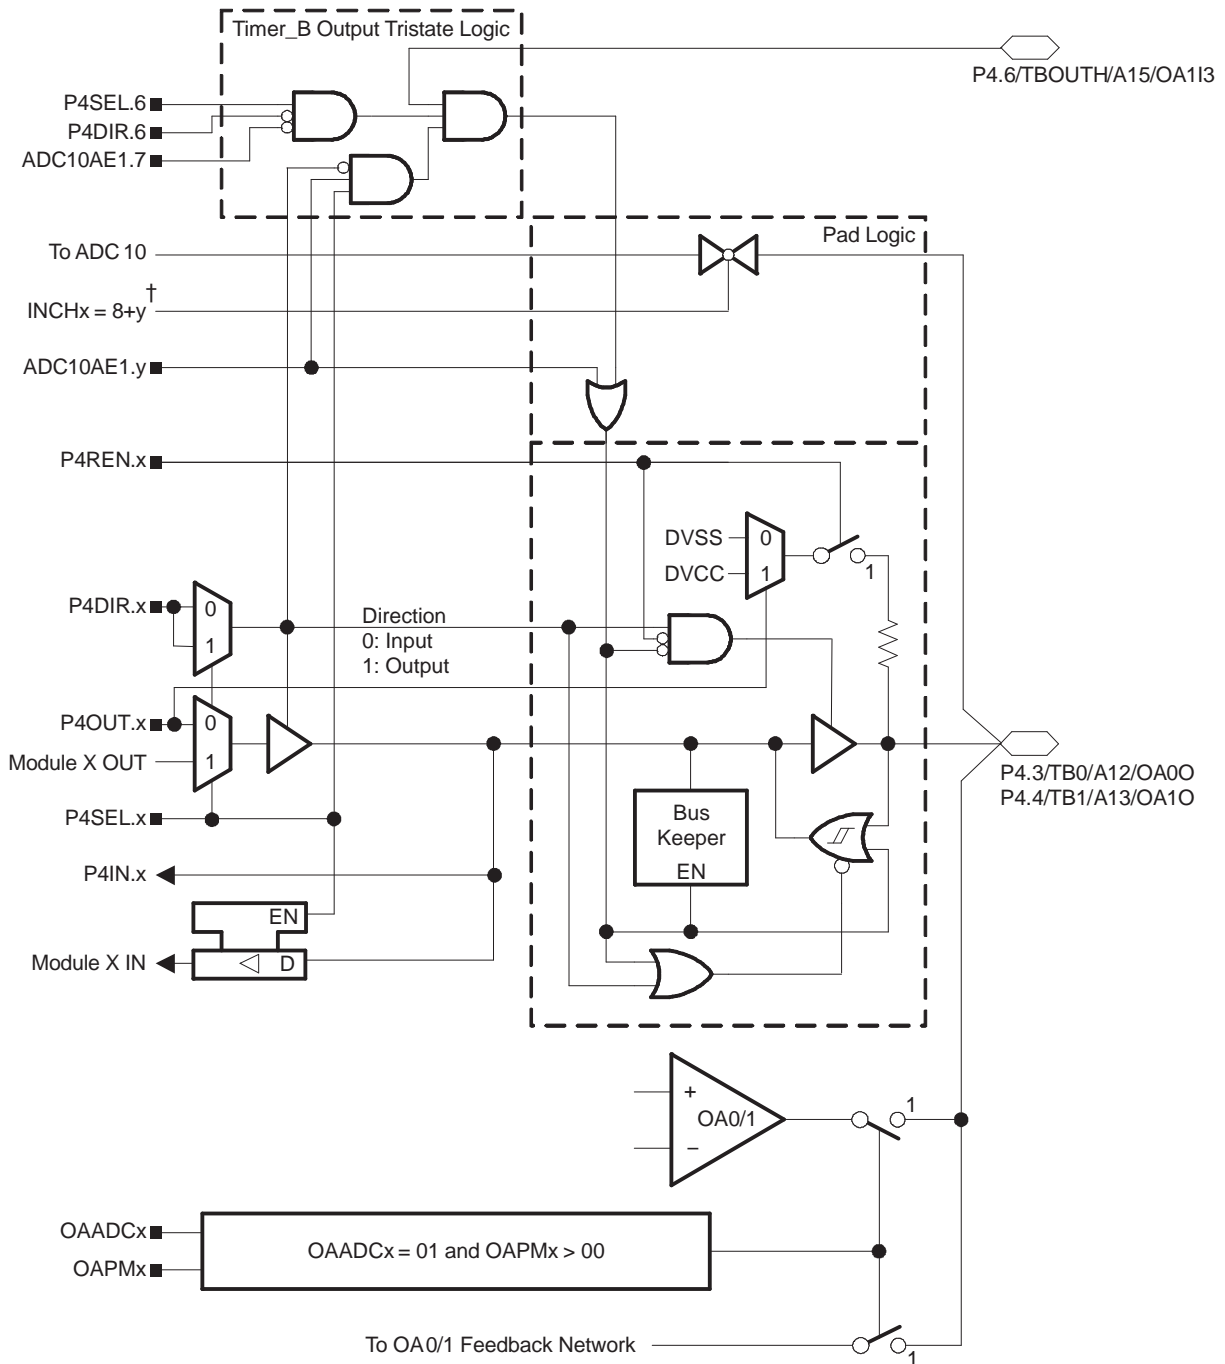 Timer_B Output Tristate Logic
P4.6/TBOUTH/A15/OA1I3
P4SEL.6
P4DIR.6
ADC10AE1.7
Pad Logic
To ADC 10
INCHx = 8+y†
ADC10AE1.y
P4REN.x
DVSS
0
DVCC
1
1
P4DIR.x
0
1
Direction
0: Input
1: Output
P4OUT.x
0
Module X OUT
1
P4.3/TB0/A12/OA0O
P4.4/TB1/A13/OA1O
P4SEL.x
Bus
Keeper
EN
P4IN.x
EN
Module X IN
D
+
OA0/1
−
1
OAADCx
OAPMx
OAADCx = 01 and OAPMx > 00
To OA0/1 Feedback Network
1